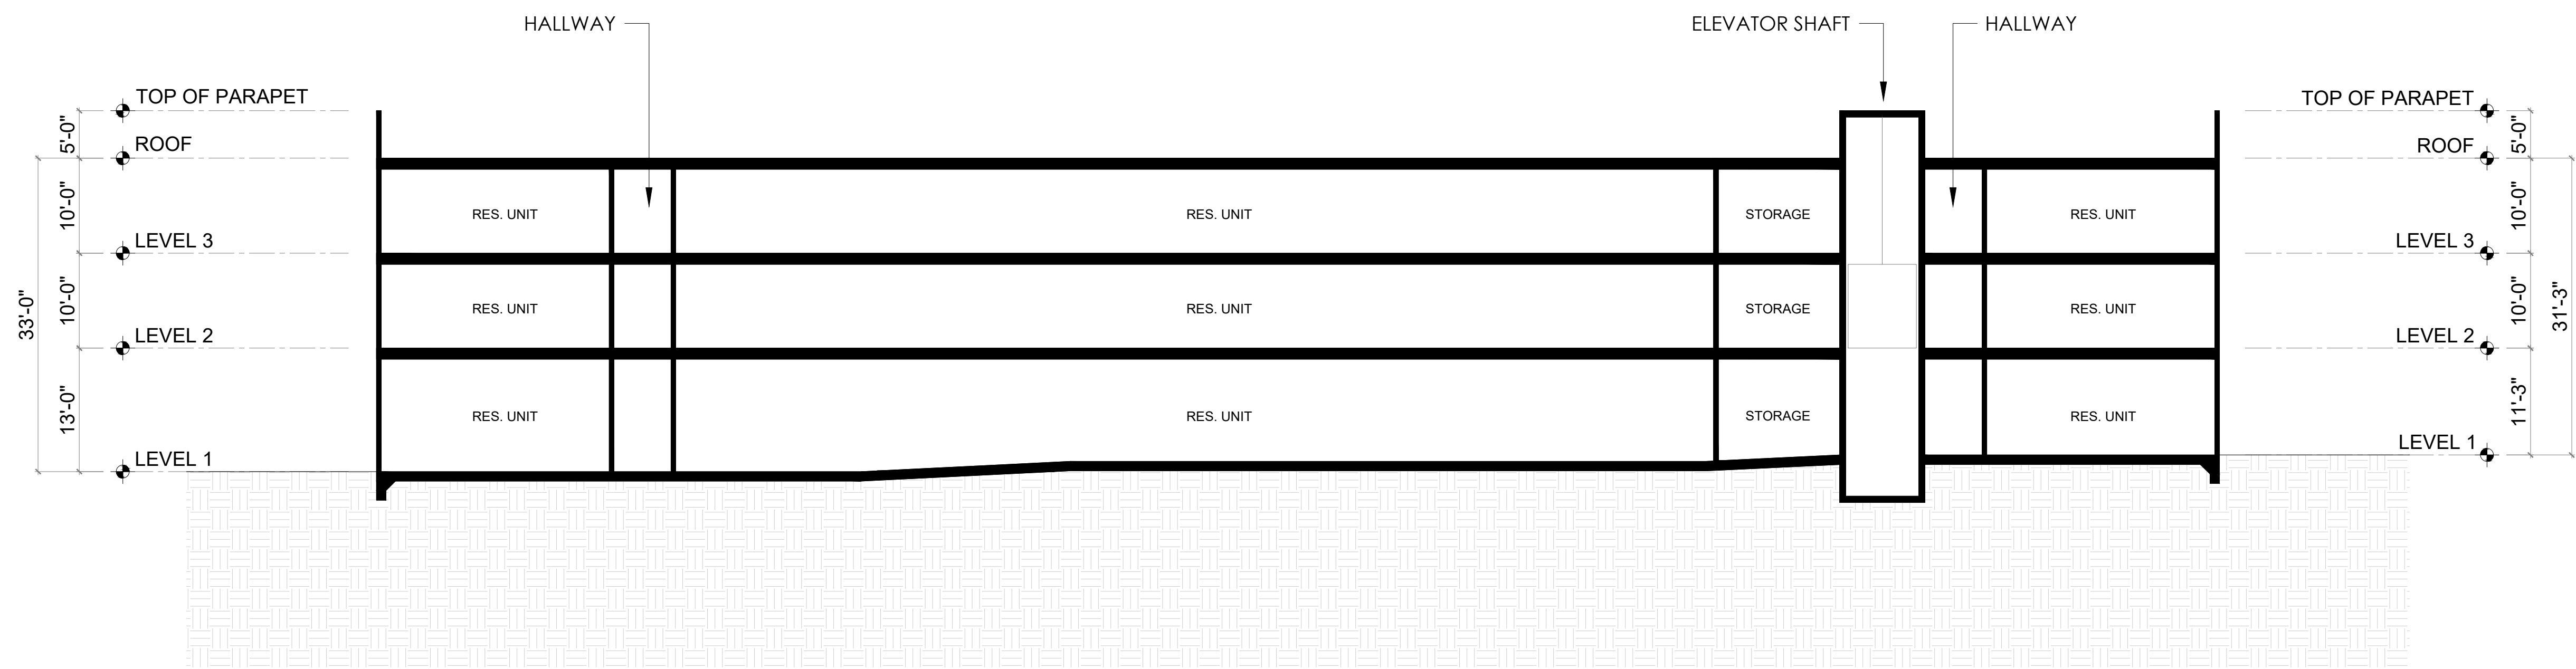 HALLWAY
ELEVATOR SHAFT
HALLWAY
TOP OF PARAPET
TOP OF PARAPET
5'-0"
5'-0"
ROOF
ROOF
10'-0"
RES. UNIT
RES. UNIT
STORAGE
RES. UNIT
10'-0"
LEVEL 3
LEVEL 3
33'-0"
10'-0"
RES. UNIT
RES. UNIT
STORAGE
RES. UNIT
10'-0"
31'-3"
LEVEL 2
LEVEL 2
13'-0"
RES. UNIT
RES. UNIT
STORAGE
RES. UNIT
11'-3"
LEVEL 1
LEVEL 1